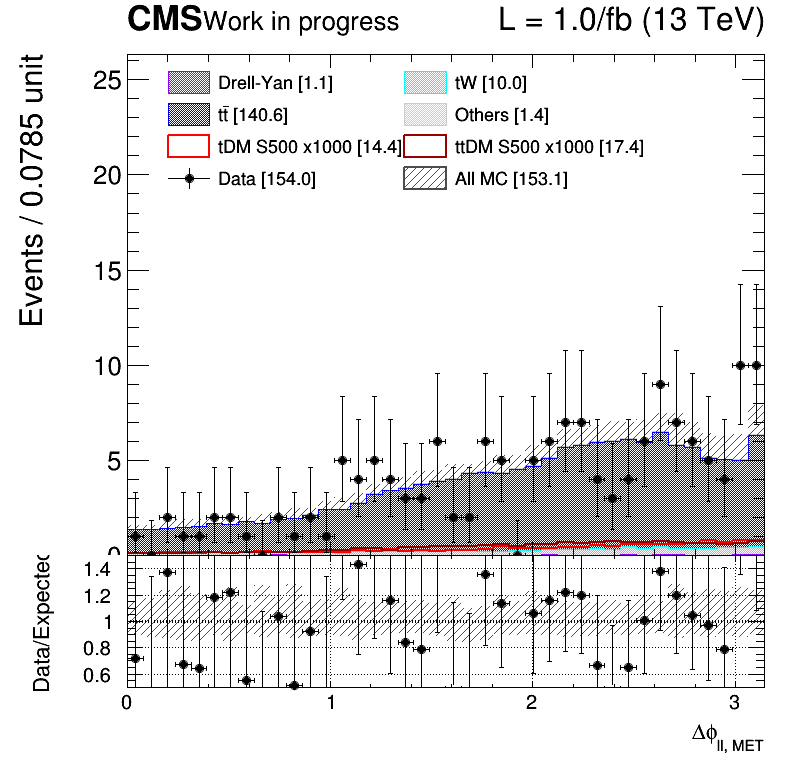 CMS Work in progress L = 1.0/fb (13 TeV)
Events / 0.0785 unit
25
20
15
10
5
0
Drell-Yan [1.1] tW [10.0]
tt̄ [140.6] Others [1.4]
tDM S500 x1000 [14.4] ttDM S500 x1000 [17.4]
Data [154.0] All MC [153.1]
Data/Expected
1.4
1.2
1
0.8
0.6
0 1 2 3
Δϕll, MET